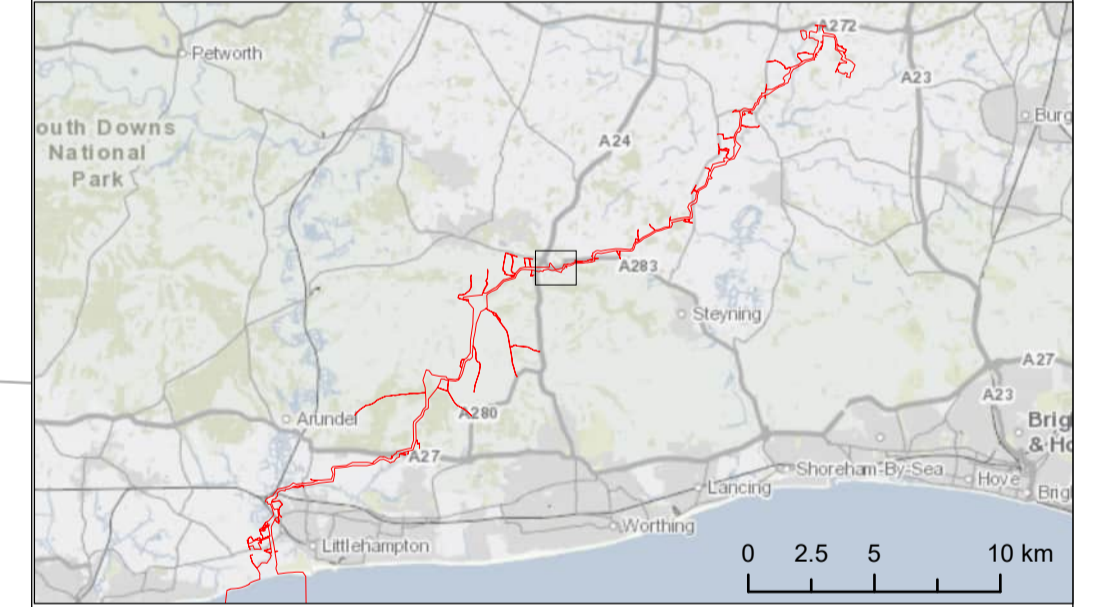 A272
Petworth
A23
Burg
outh Downs
National
Park
A24
A283
Steyning
A27
A23
Arundel
A280
Brig
& Ho
A27
Shoreham-By-Sea
Hove
Lancing
Brigl
Worthing
Littlehampton
0 2.5 5 10 km